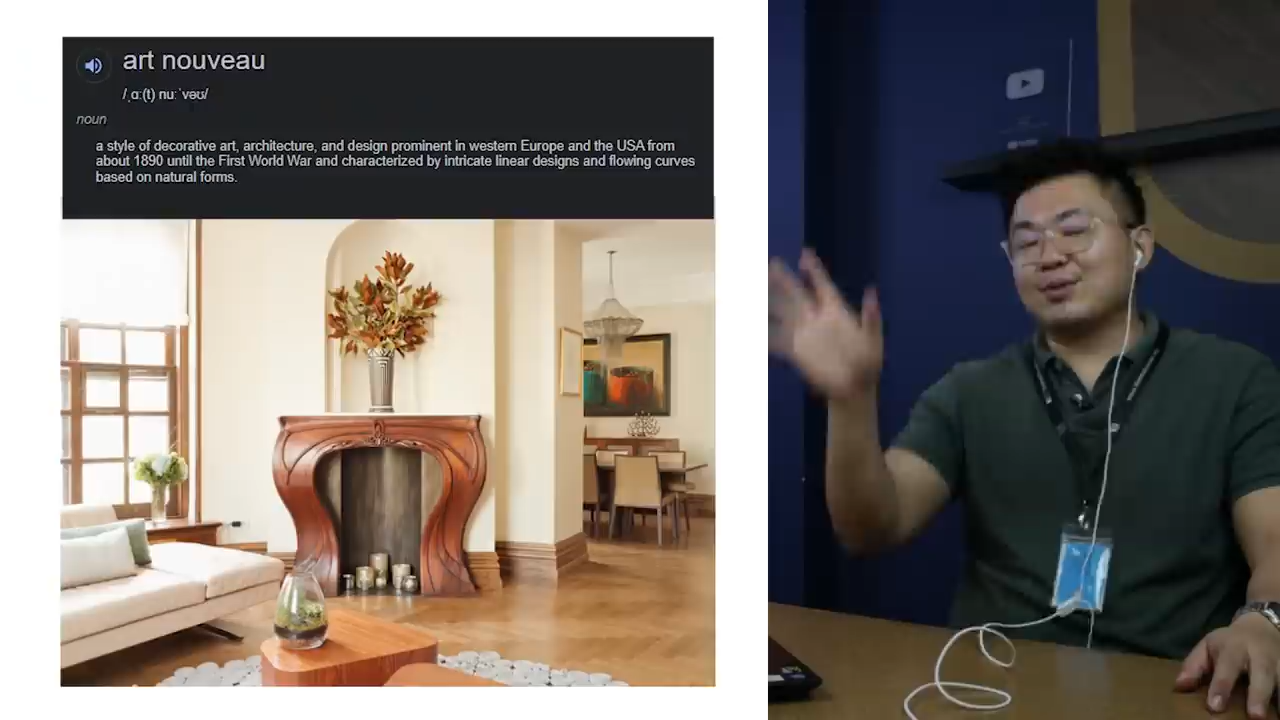 art nouveau
/ˌɑː(t) nuːˈvəʊ/
noun
a style of decorative art, architecture, and design prominent in western Europe and the USA from
about 1890 until the First World War and characterized by intricate linear designs and flowing curves
based on natural forms.